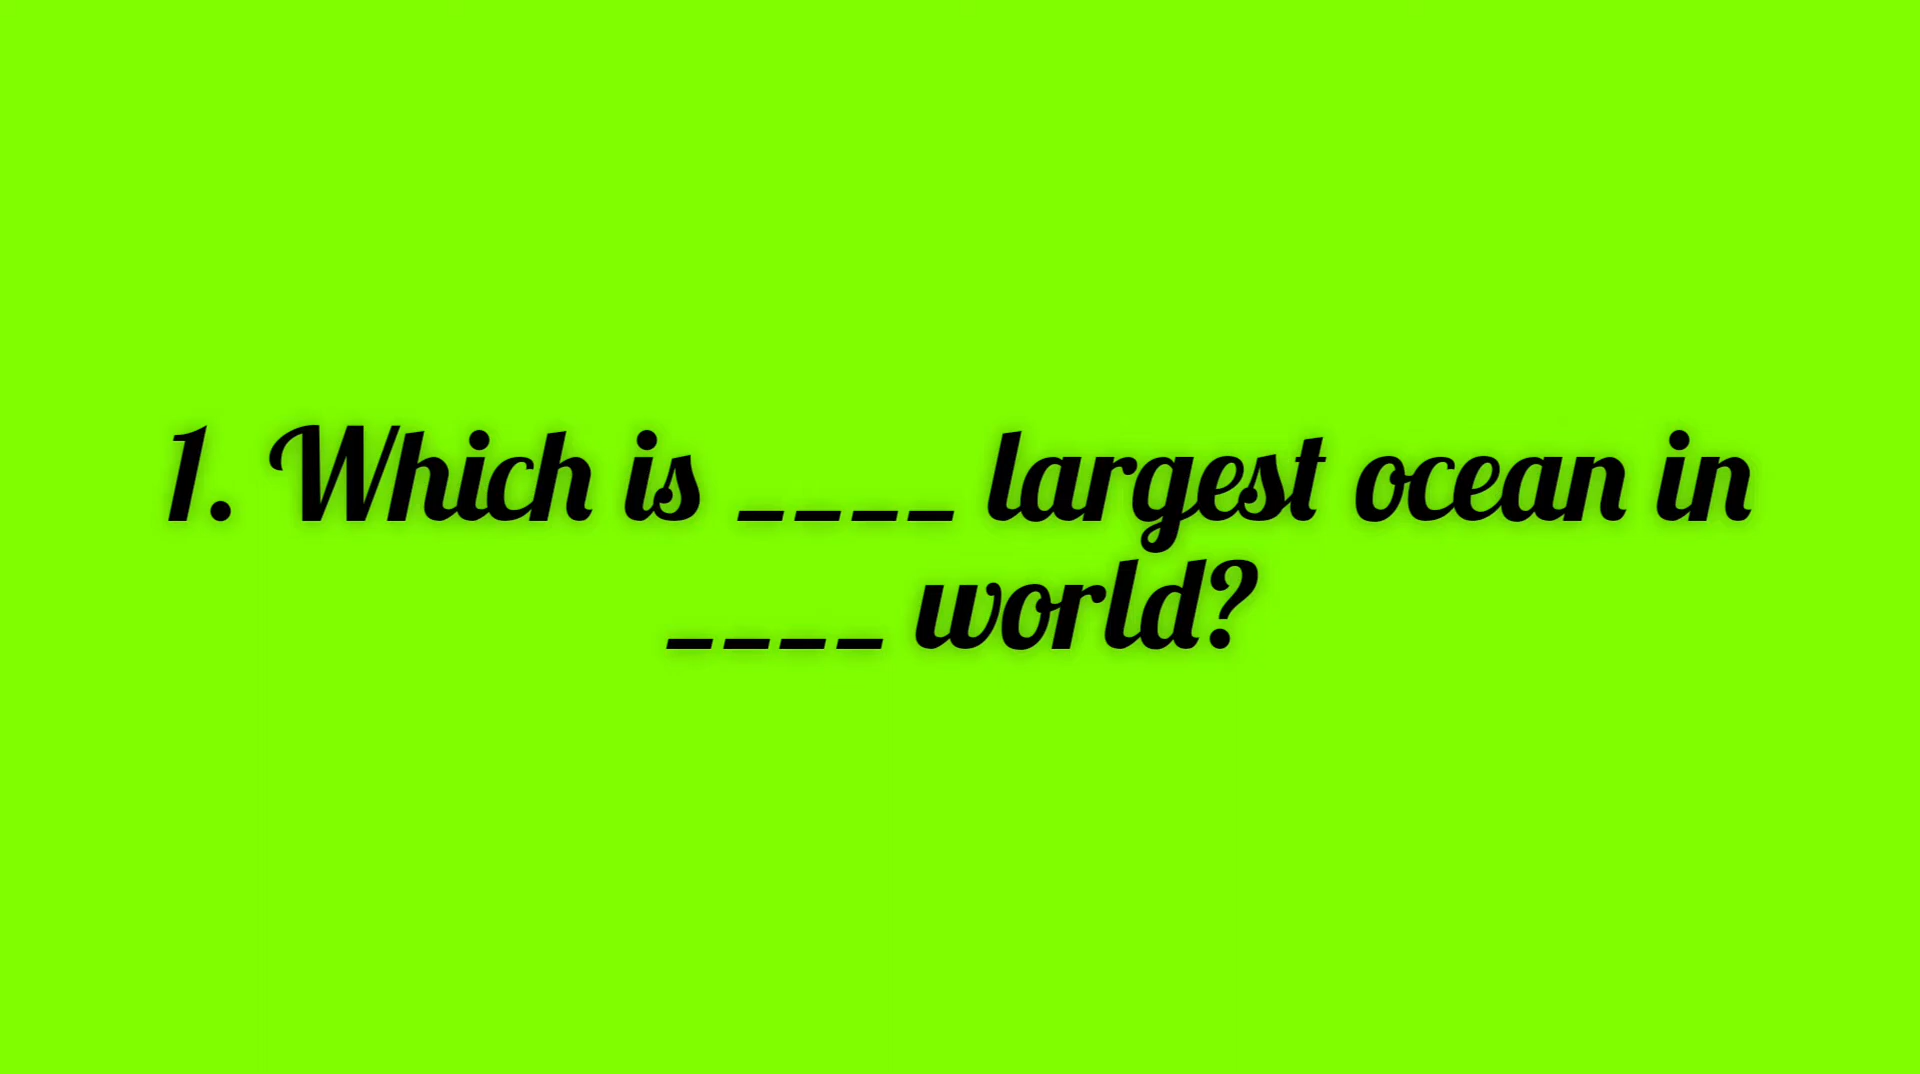 1. Which is ____ largest ocean in
____ world?